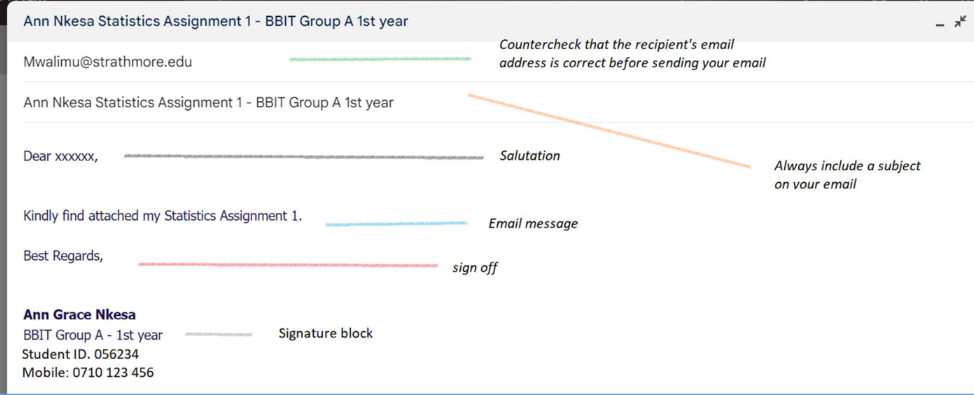 Ann Nkesa Statistics Assignment 1 - BBIT Group A 1st year
Mwalimu@strathmore.edu
Countercheck that the recipient's email
address is correct before sending your email
Ann Nkesa Statistics Assignment 1 - BBIT Group A 1st year
Dear xxxxxx,
Salutation
Always include a subject
on your email
Kindly find attached my Statistics Assignment 1.
Email message
Best Regards,
sign off
Ann Grace Nkesa
BBIT Group A - 1st year
Signature block
Student ID. 056234
Mobile: 0710 123 456